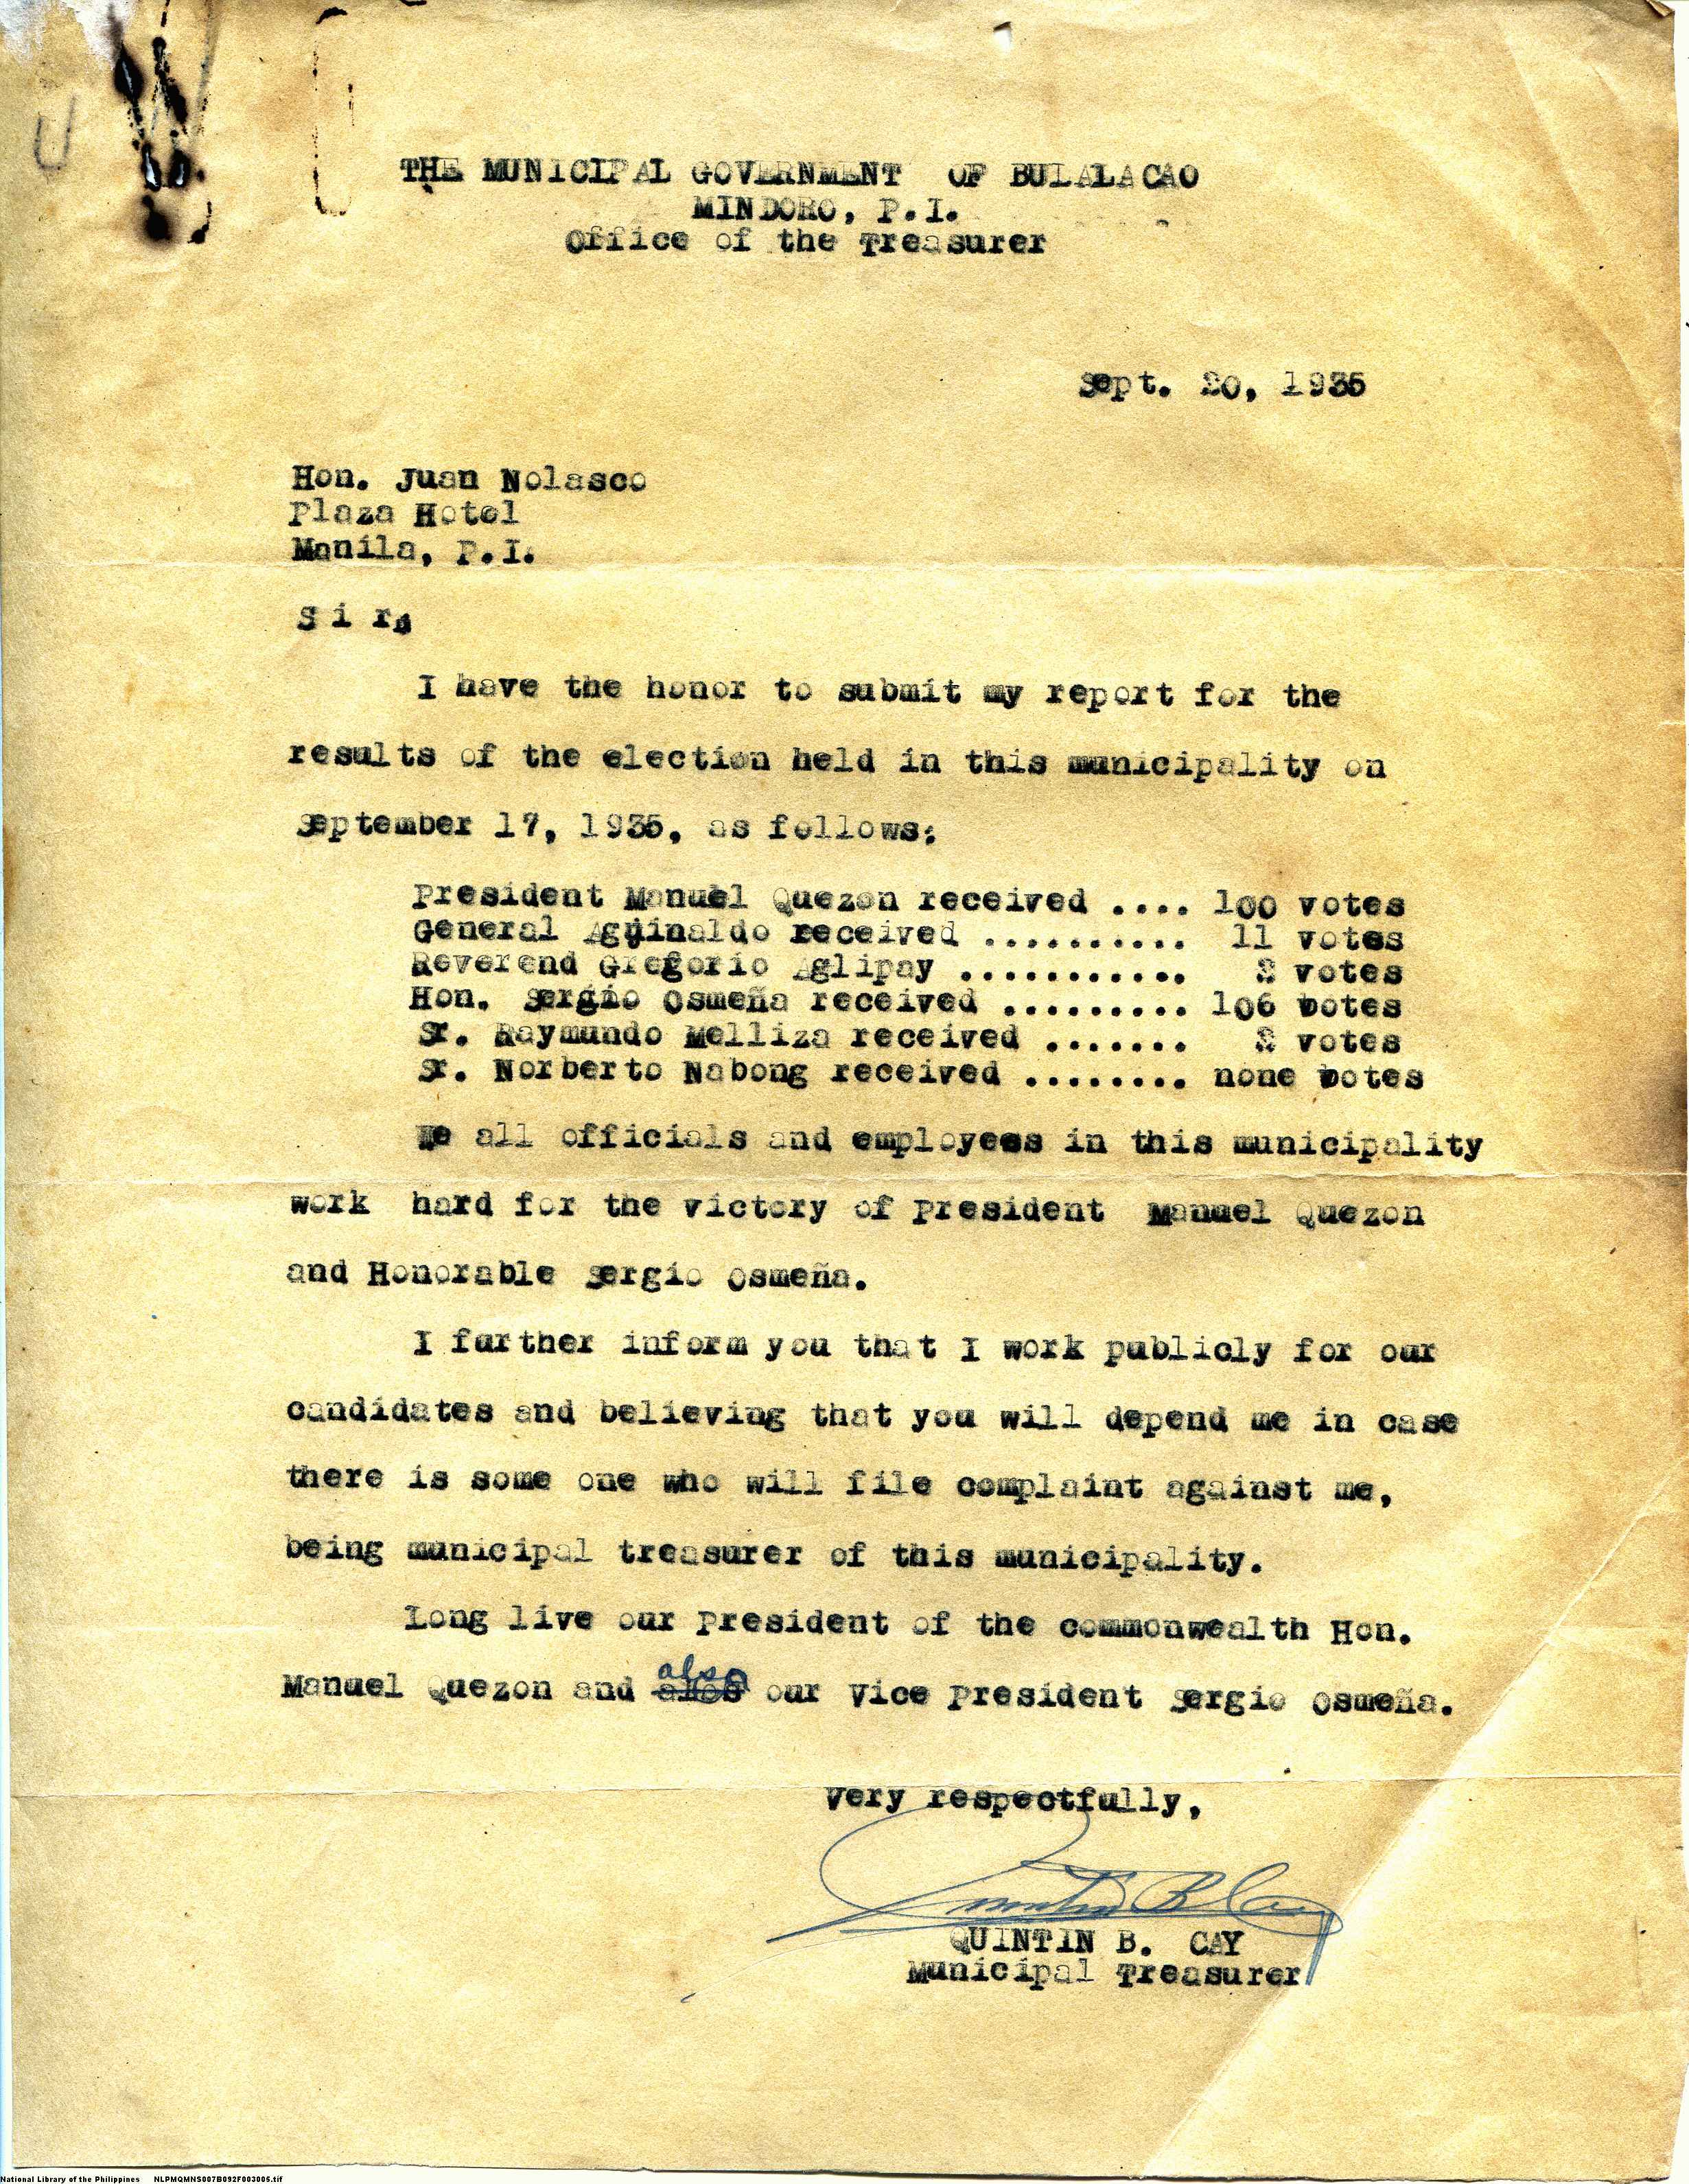 THE MUNICIPAL GOVERNMENT OF BULALACAO
MINDORO, P.I.
Office of the Treasurer
Sept. 20, 1935
Hon. Juan Nolasco
Plaza Hotel
Manila, P.I.
S i r:
I have the honor to submit my report for the
results of the election held in this municipality on
September 17, 1935, as follows:
President Manuel Quezon received .... 100 votes
General Aguinaldo received .......... 11 votes
Reverend Gregorio Aglipay ........... 2 votes
Hon. Sergio Osmeña received ......... 106 botes
Sr. Raymundo Melliza received ....... 2 votes
Sr. Norberto Nabong received ........ none botes
We all officials and employees in this municipality
work hard for the victory of President Manuel Quezon
and Honorable Sergio Osmeña.
I further inform you that I work publicly for our
candidates and believing that you will depend me in case
there is some one who will file complaint against me,
being municipal treasurer of this municipality.
Long live our President of the commonwealth Hon.
also
Manuel Quezon and our Vice President Sergio Osmeña.
Very respectfully,
Quintin B Cay
QUINTIN B. CAY
Municipal Treasurer
National Library of the Philippines NLPMQMNS007B092F003005.tif